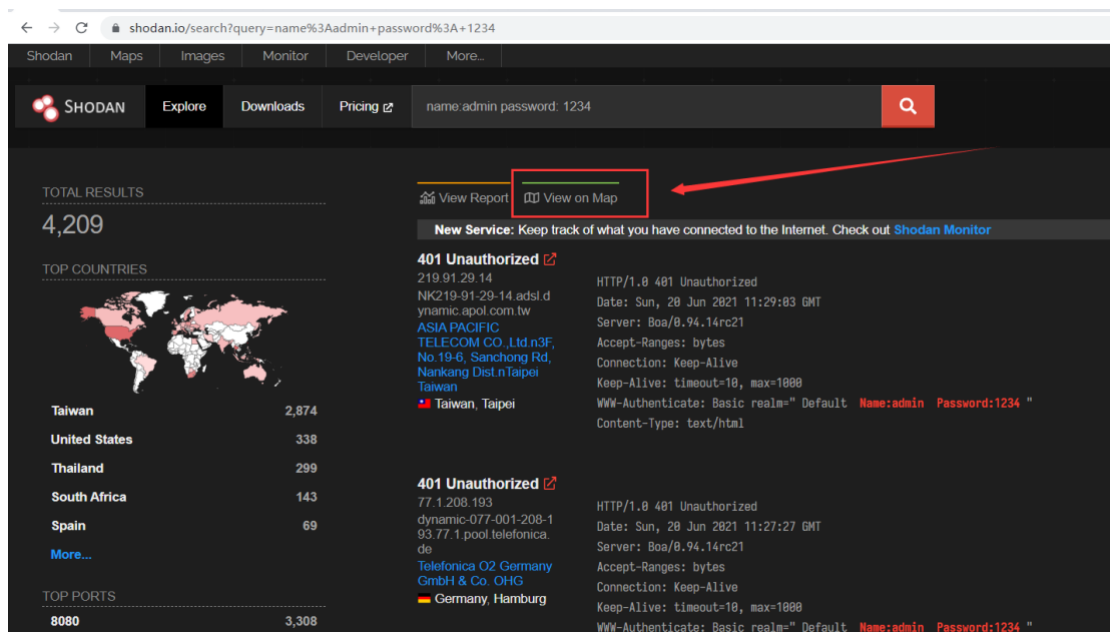 shodan.io/search?query=name%3Aadmin+password%3A+1234
Shodan Maps Images Monitor Developer More...
SHODAN Explore Downloads Pricing name:admin password: 1234
TOTAL RESULTS
4,209
TOP COUNTRIES
Taiwan 2,874
United States 338
Thailand 299
South Africa 143
Spain 69
More...
TOP PORTS
8080 3,308
View Report View on Map
New Service: Keep track of what you have connected to the Internet. Check out Shodan Monitor
401 Unauthorized
219.91.29.14
NK219-91-29-14.adsl.d
ynamic.apol.com.tw
ASIA PACIFIC
TELECOM CO.,Ltd.n3F,
No.19-6, Sanchong Rd,
Nankang Dist.nTaipei
Taiwan
Taiwan, Taipei
HTTP/1.0 401 Unauthorized
Date: Sun, 20 Jun 2021 11:29:03 GMT
Server: Boa/0.94.14rc21
Accept-Ranges: bytes
Connection: Keep-Alive
Keep-Alive: timeout=10, max=1000
WWW-Authenticate: Basic realm=" Default Name:admin Password:1234 "
Content-Type: text/html
401 Unauthorized
77.1.208.193
dynamic-077-001-208-1
93.77.1.pool.telefonica.
de
Telefonica O2 Germany
GmbH & Co. OHG
Germany, Hamburg
HTTP/1.0 401 Unauthorized
Date: Sun, 20 Jun 2021 11:27:27 GMT
Server: Boa/0.94.14rc21
Accept-Ranges: bytes
Connection: Keep-Alive
Keep-Alive: timeout=10, max=1000
WWW-Authenticate: Basic realm=" Default Name:admin Password:1234 "